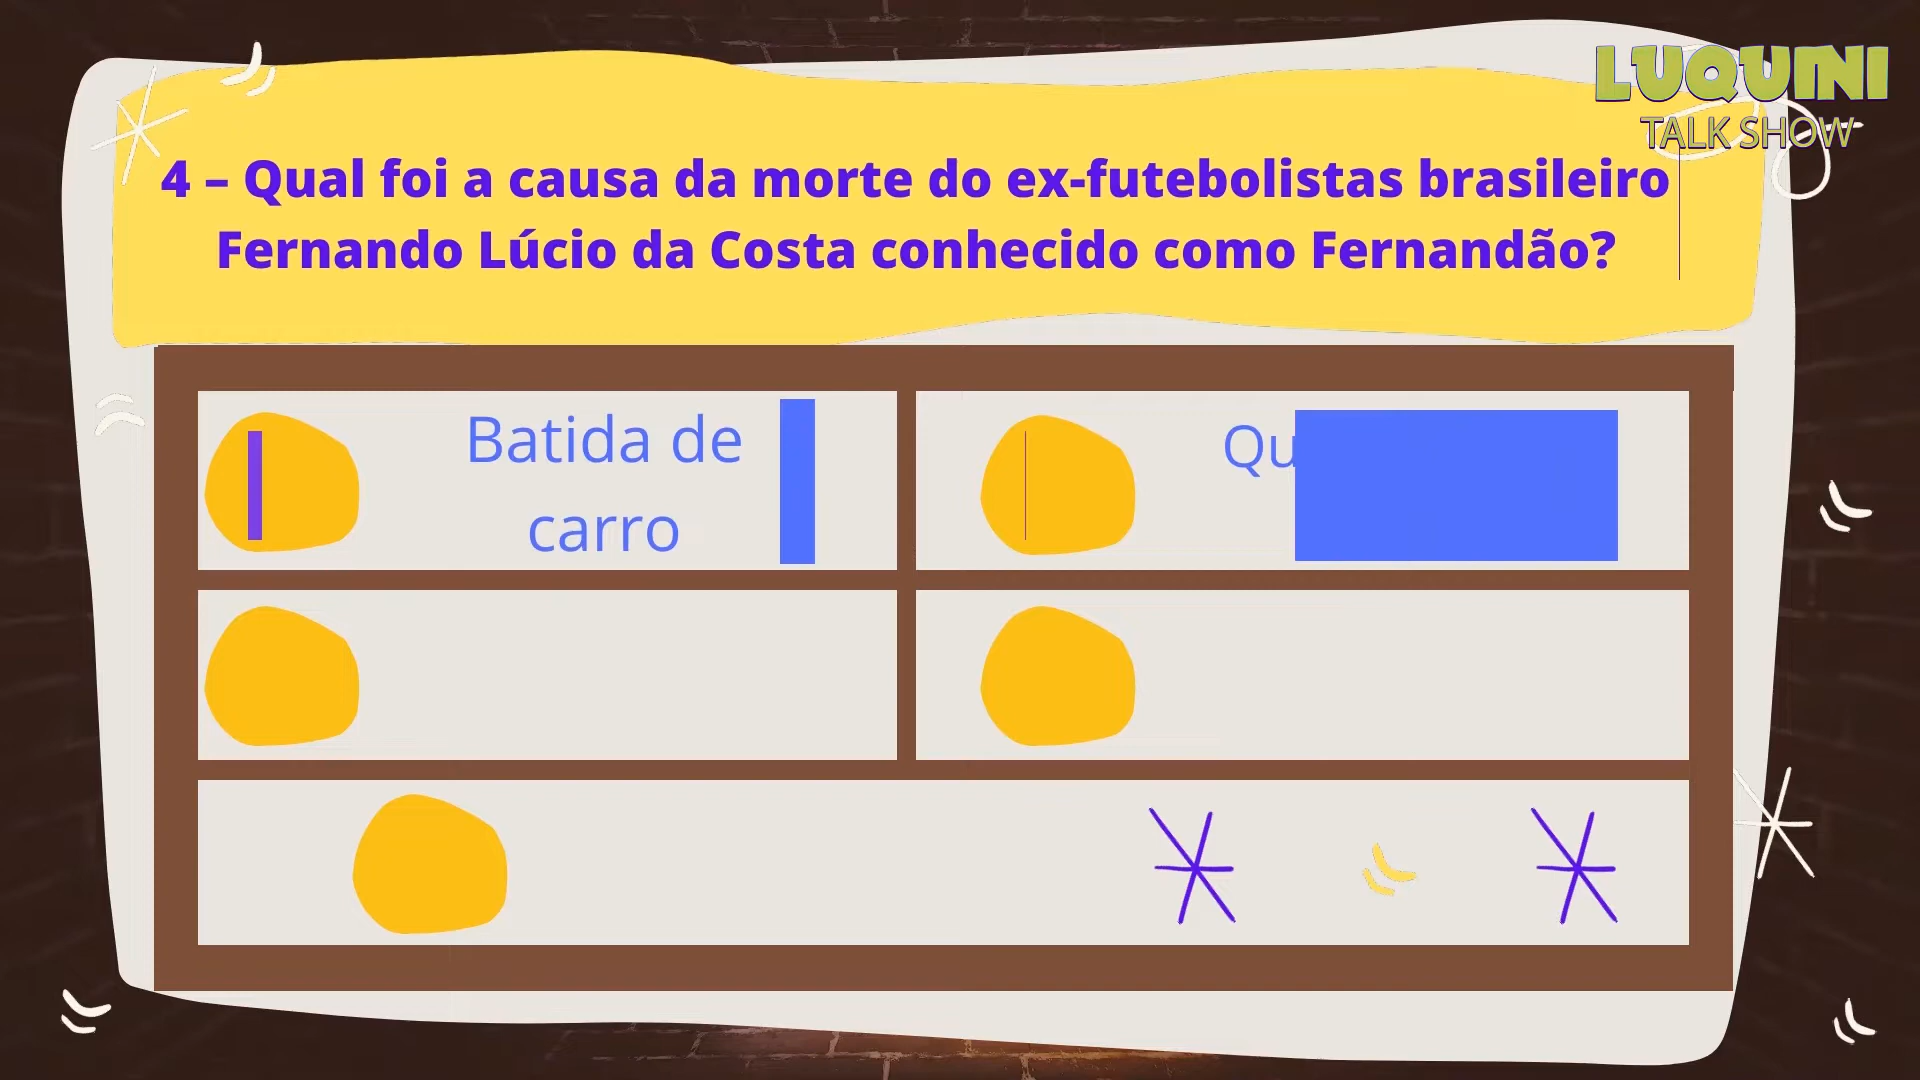 LUQUINI
TALK SHOW
4 – Qual foi a causa da morte do ex-futebolistas brasileiro
Fernando Lúcio da Costa conhecido como Fernandão?
Batida de
carro